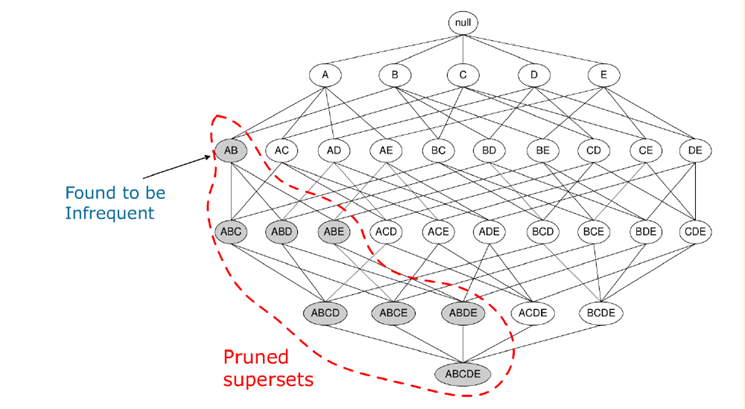 null
A B C D E
AB AC AD AE BC BD BE CD CE DE
Found to be
Infrequent
ABC ABD ABE ACD ACE ADE BCD BCE BDE CDE
ABCD ABCE ABDE ACDE BCDE
Pruned
supersets
ABCDE